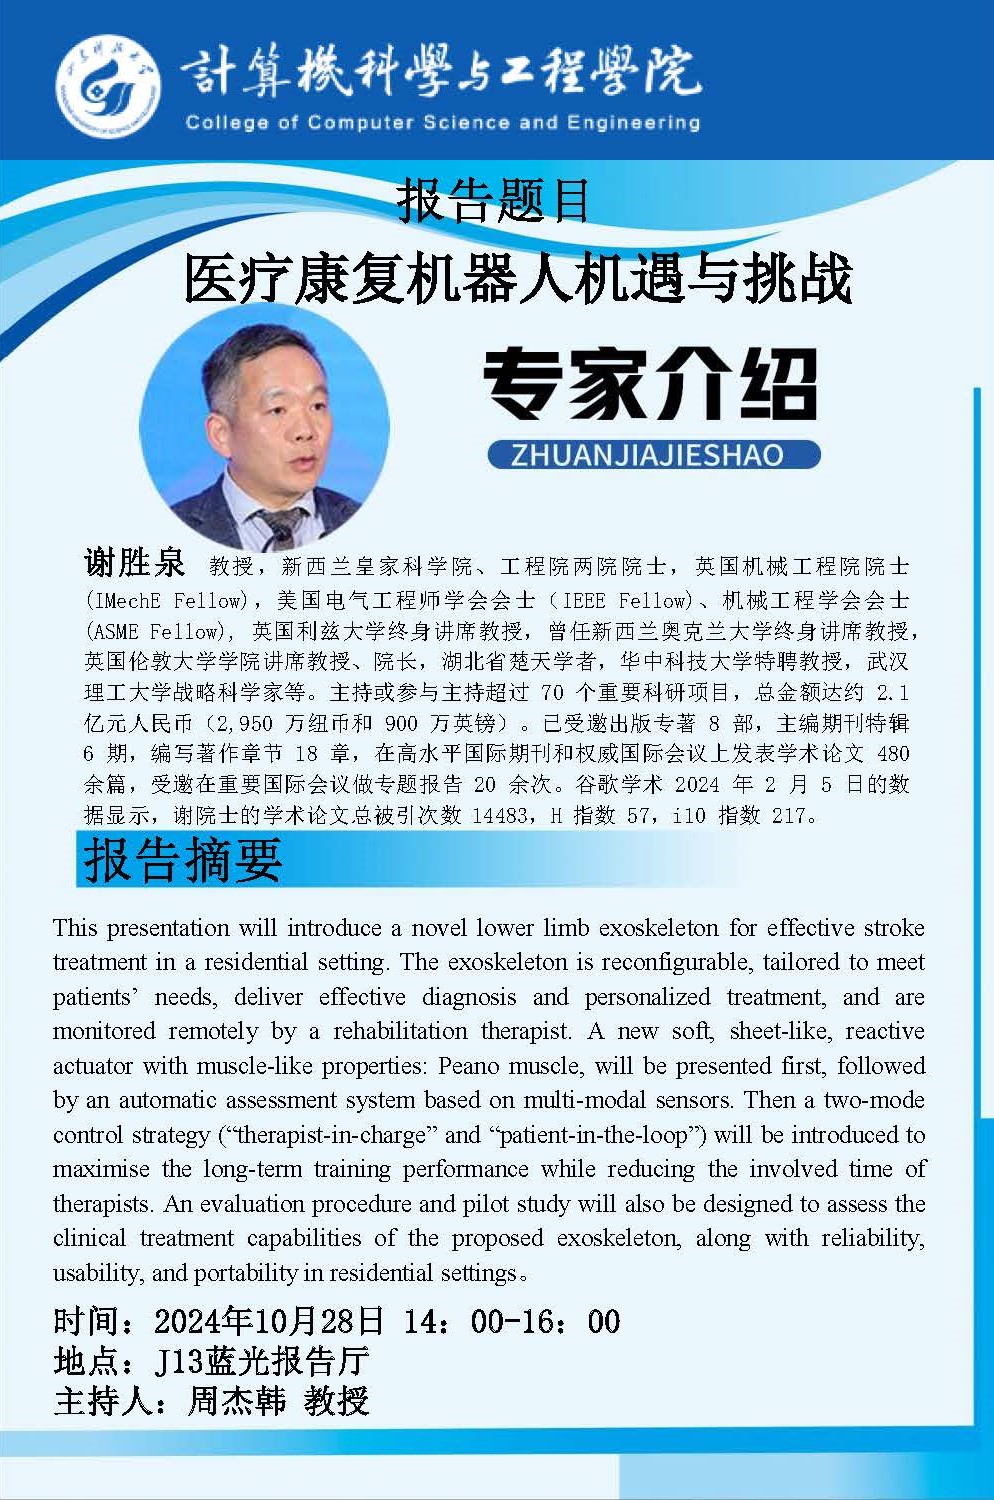 計算機科學与工程學院
College of Computer Science and Engineering
报告题目
医疗康复机器人机遇与挑战
专家介绍
ZHUANJIAJIESHAO
谢胜泉 教授，新西兰皇家科学院、工程院两院院士，英国机械工程院院士
(IMechE Fellow)，美国电气工程师学会会士（IEEE Fellow)、机械工程学会会士
(ASME Fellow), 英国利兹大学终身讲席教授，曾任新西兰奥克兰大学终身讲席教授，
英国伦敦大学学院讲席教授、院长，湖北省楚天学者，华中科技大学特聘教授，武汉
理工大学战略科学家等。主持或参与主持超过 70 个重要科研项目，总金额达约 2.1
亿元人民币（2,950 万纽币和 900 万英镑）。已受邀出版专著 8 部，主编期刊特辑
6 期，编写著作章节 18 章，在高水平国际期刊和权威国际会议上发表学术论文 480
余篇，受邀在重要国际会议做专题报告 20 余次。谷歌学术 2024 年 2 月 5 日的数
据显示，谢院士的学术论文总被引次数 14483，H 指数 57，i10 指数 217。
报告摘要
This presentation will introduce a novel lower limb exoskeleton for effective stroke
treatment in a residential setting. The exoskeleton is reconfigurable, tailored to meet
patients’ needs, deliver effective diagnosis and personalized treatment, and are
monitored remotely by a rehabilitation therapist. A new soft, sheet-like, reactive
actuator with muscle-like properties: Peano muscle, will be presented first, followed
by an automatic assessment system based on multi-modal sensors. Then a two-mode
control strategy (“therapist-in-charge” and “patient-in-the-loop”) will be introduced to
maximise the long-term training performance while reducing the involved time of
therapists. An evaluation procedure and pilot study will also be designed to assess the
clinical treatment capabilities of the proposed exoskeleton, along with reliability,
usability, and portability in residential settings。
时间：2024年10月28日 14：00-16：00
地点：J13蓝光报告厅
主持人：周杰韩 教授